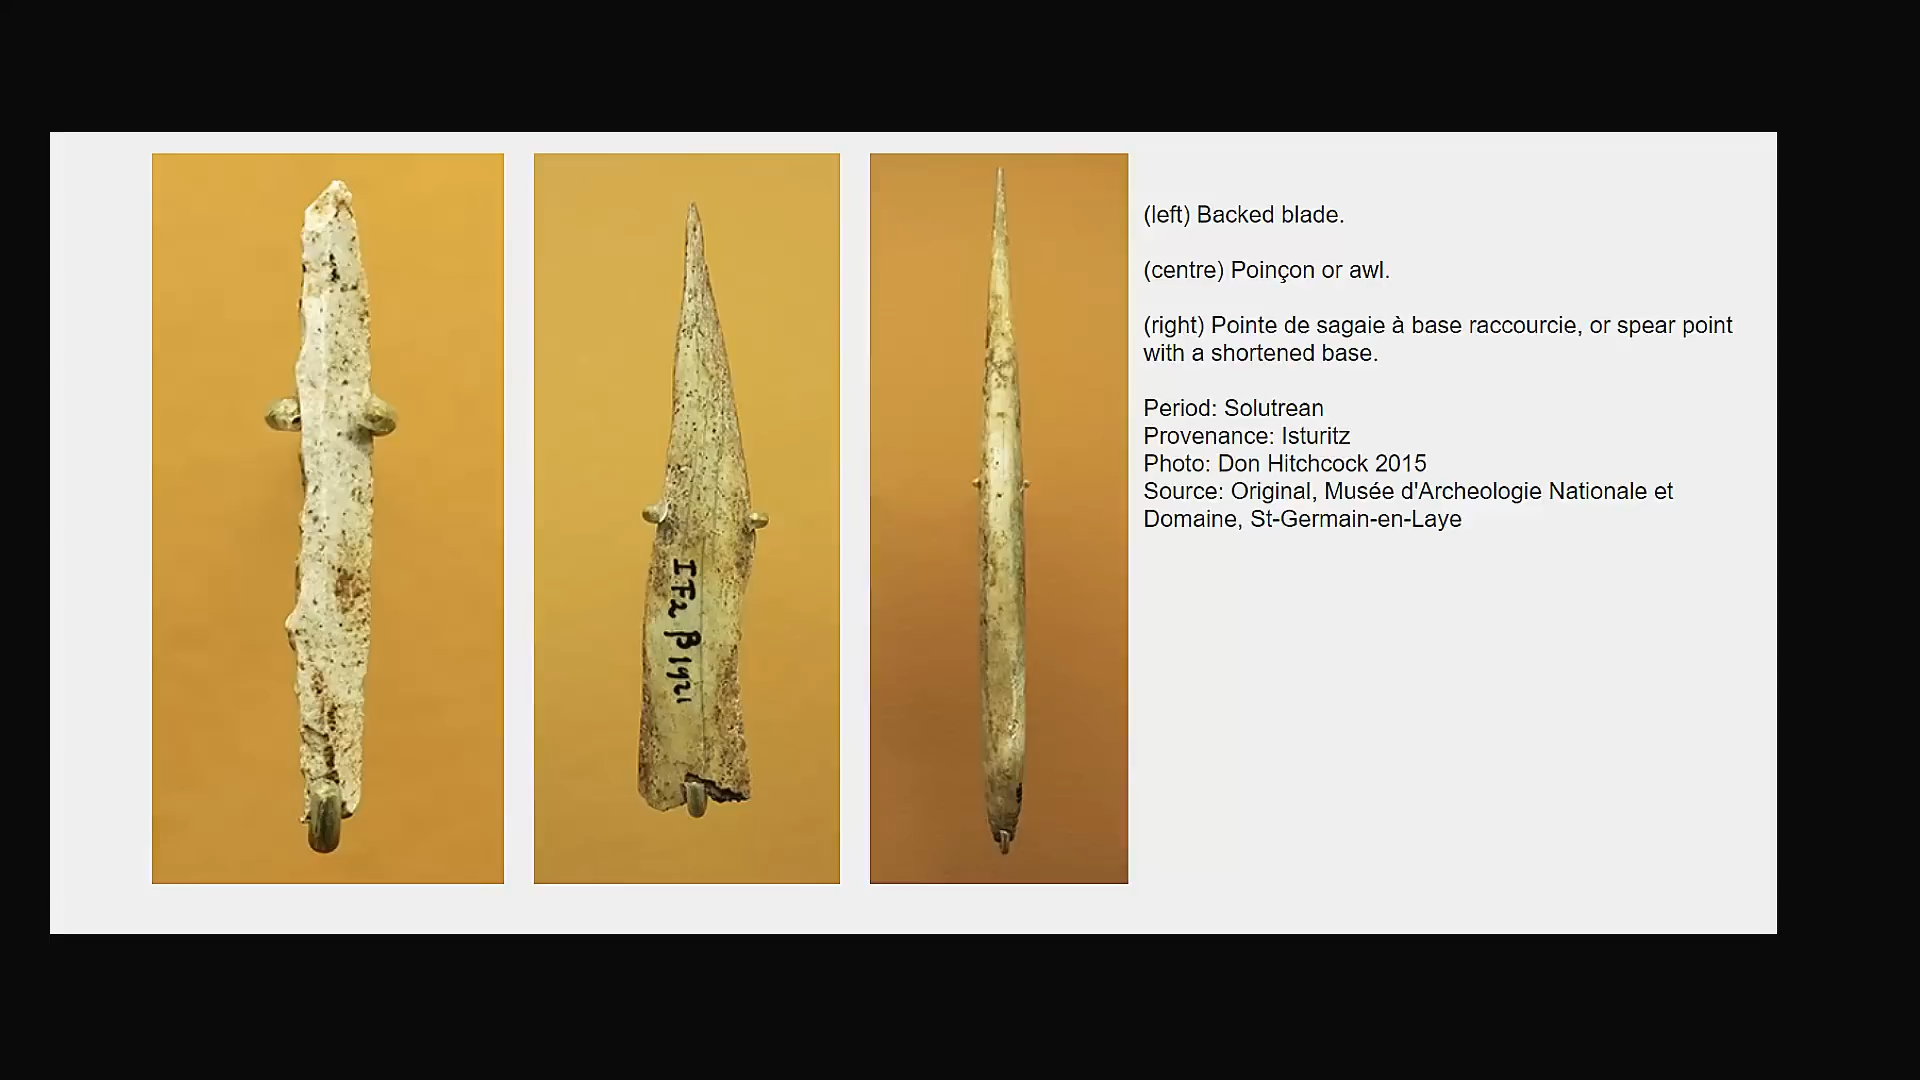 (left) Backed blade.
(centre) Poinçon or awl.
(right) Pointe de sagaie à base raccourcie, or spear point
with a shortened base.
Period: Solutrean
Provenance: Isturitz
Photo: Don Hitchcock 2015
Source: Original, Musée d'Archeologie Nationale et
Domaine, St-Germain-en-Laye
IF2 β 1921